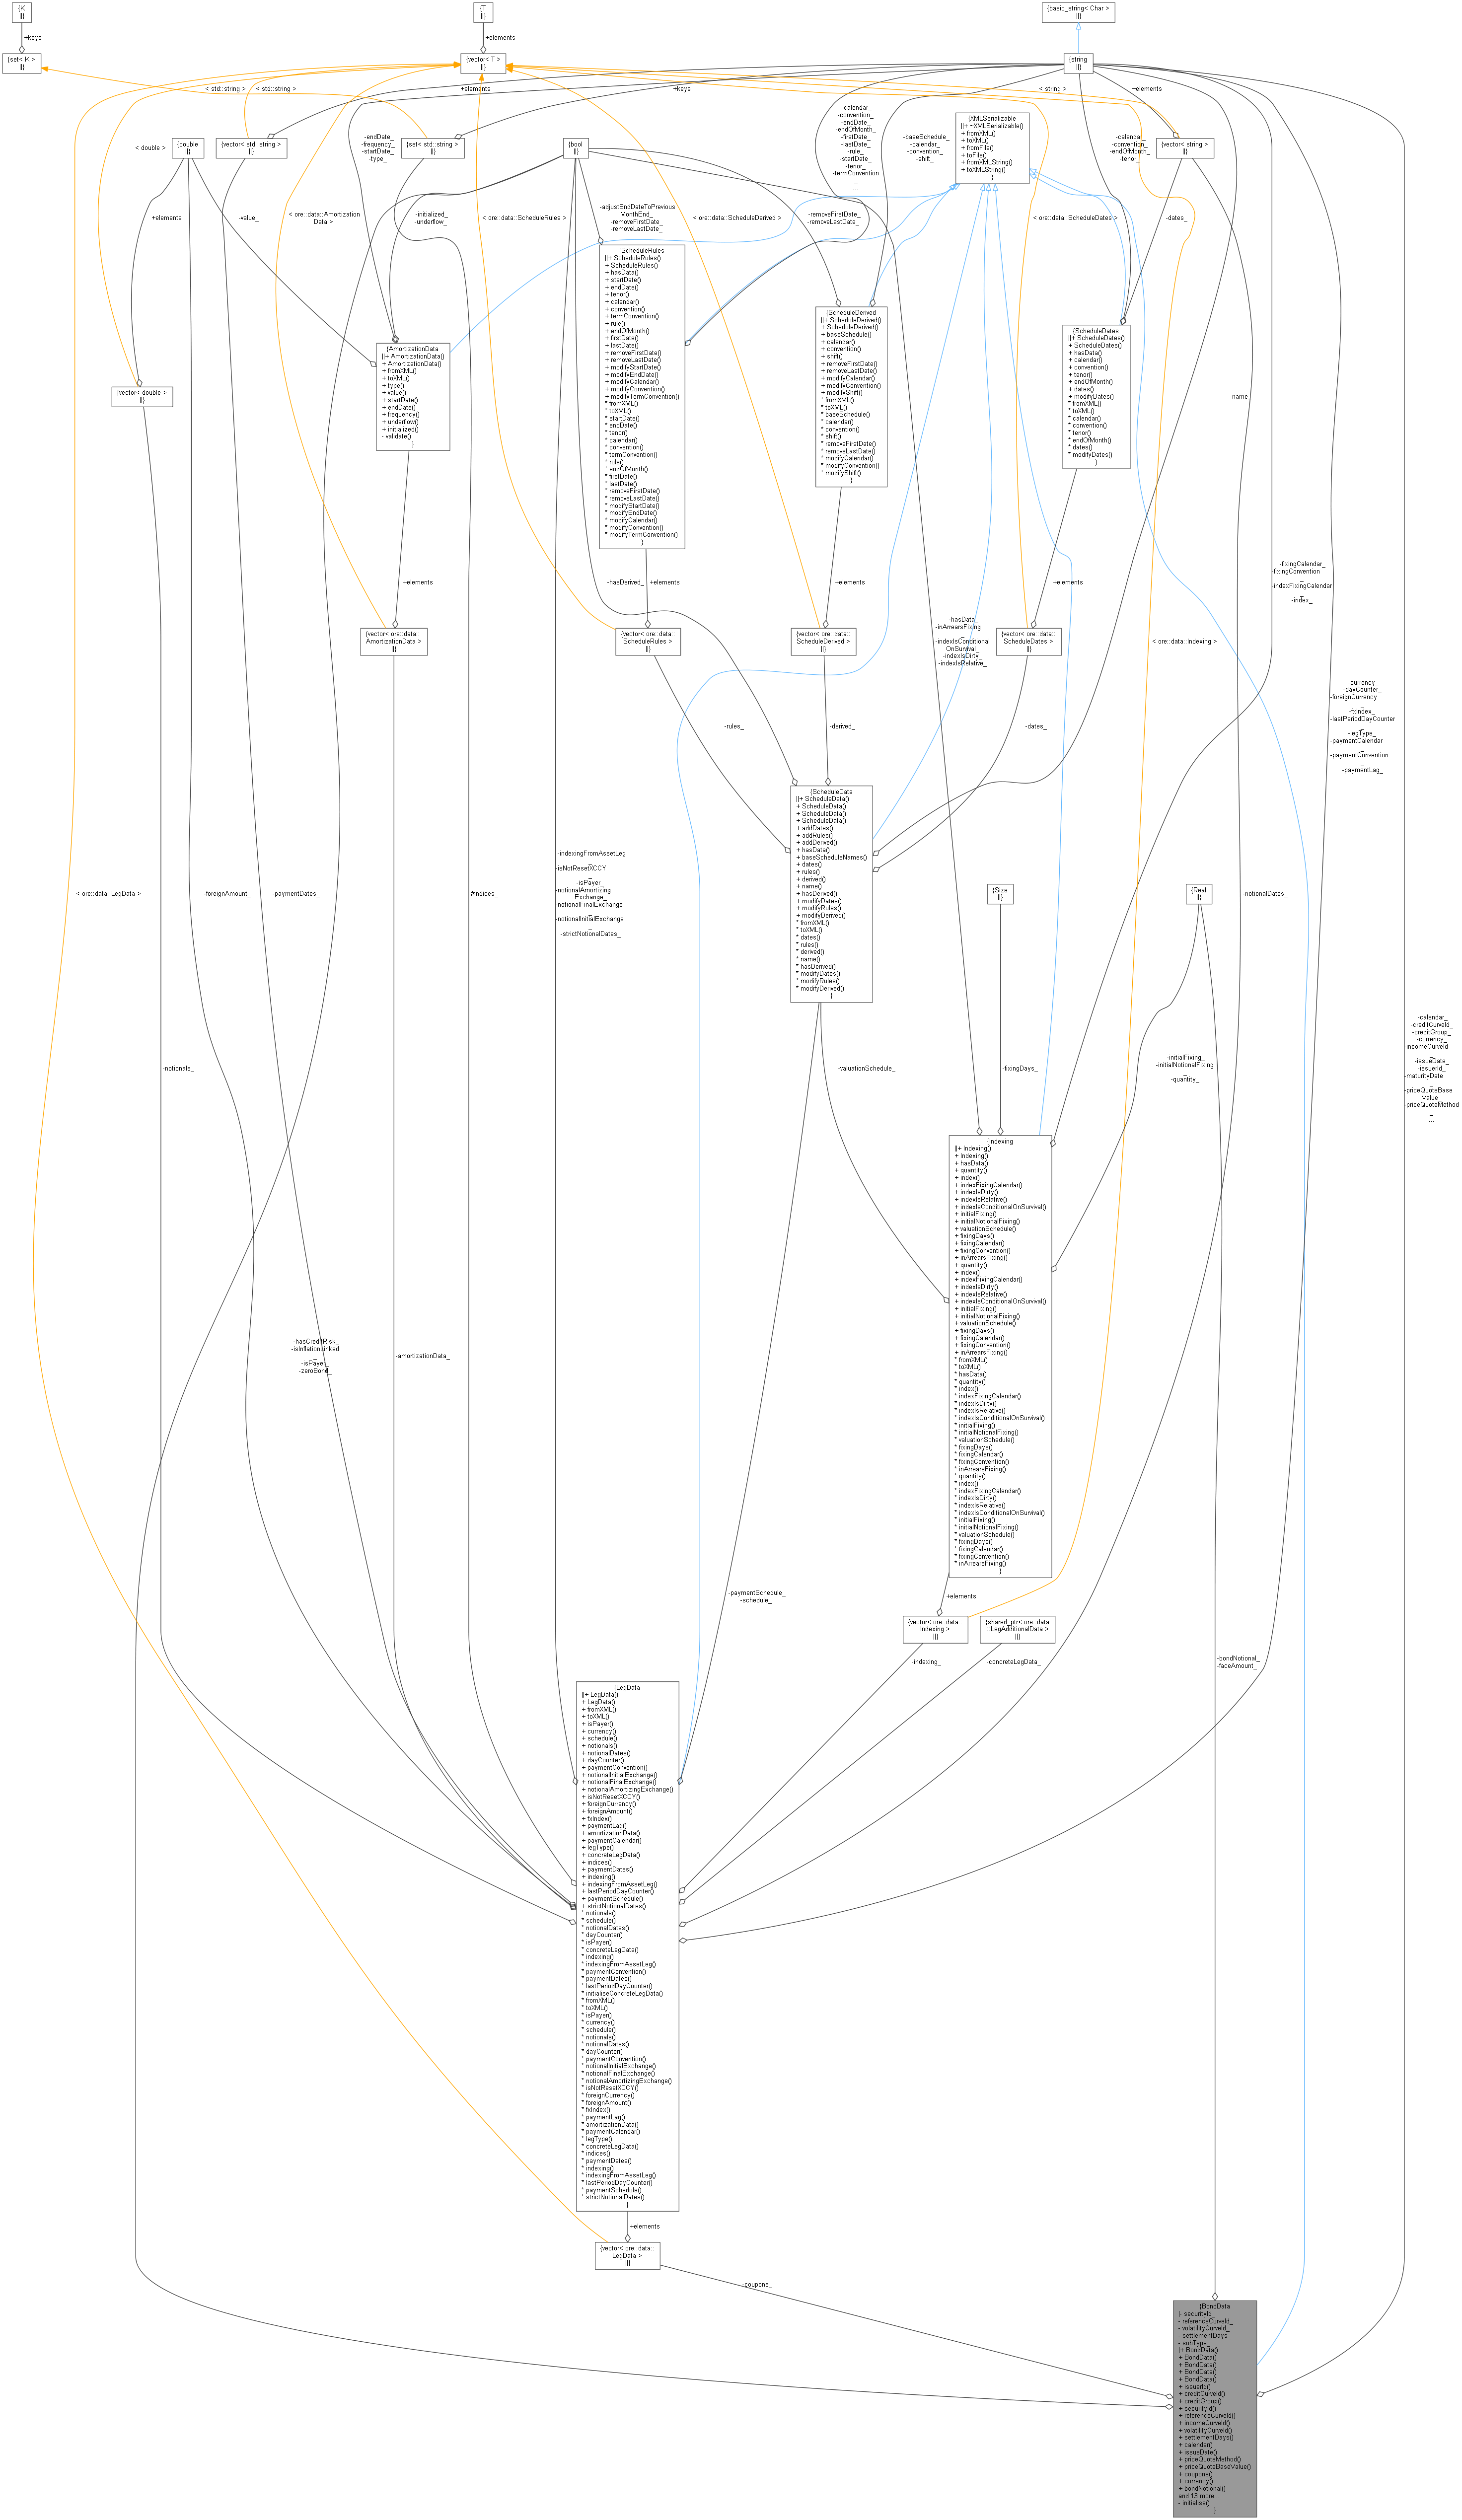 {K
||}
{T
||}
{basic_string< Char >
||}
+keys
+elements
{set< K >
||}
{vector< T >
||}
{string
||}
< std::string >
< std::string >
+elements
+keys
< string >
+elements
{double
||}
{vector< std::string >
||}
{set< std::string >
||}
{bool
||}
{XMLSerializable
||+ ~XMLSerializable()
+ fromXML()
+ toXML()
+ fromFile()
+ toFile()
+ fromXMLString()
+ toXMLString()
}
{vector< string >
||}
-endDate_
-frequency_
-startDate_
-type_
-calendar_
-convention_
-endDate_
-endOfMonth_
-firstDate_
-lastDate_
-rule_
-startDate_
-tenor_
-termConvention
_
...
-baseSchedule_
-calendar_
-convention_
-shift_
-calendar_
-convention_
-endOfMonth_
-tenor_
< double >
+elements
-value_
< ore::data::Amortization
Data >
-initialized_
-underflow_
< ore::data::ScheduleRules >
-adjustEndDateToPrevious
MonthEnd_
-removeFirstDate_
-removeLastDate_
< ore::data::ScheduleDerived >
-removeFirstDate_
-removeLastDate_
< ore::data::ScheduleDates >
-dates_
{ScheduleRules
||+ ScheduleRules()
+ ScheduleRules()
+ hasData()
+ startDate()
+ endDate()
+ tenor()
+ calendar()
+ convention()
+ termConvention()
+ rule()
+ endOfMonth()
+ firstDate()
+ lastDate()
+ removeFirstDate()
+ removeLastDate()
+ modifyStartDate()
+ modifyEndDate()
+ modifyCalendar()
+ modifyConvention()
+ modifyTermConvention()
* fromXML()
* toXML()
* startDate()
* endDate()
* tenor()
* calendar()
* convention()
* termConvention()
* rule()
* endOfMonth()
* firstDate()
* lastDate()
* removeFirstDate()
* removeLastDate()
* modifyStartDate()
* modifyEndDate()
* modifyCalendar()
* modifyConvention()
* modifyTermConvention()
}
{ScheduleDerived
||+ ScheduleDerived()
+ ScheduleDerived()
+ baseSchedule()
+ calendar()
+ convention()
+ shift()
+ removeFirstDate()
+ removeLastDate()
+ modifyCalendar()
+ modifyConvention()
+ modifyShift()
* fromXML()
* toXML()
* baseSchedule()
* calendar()
* convention()
* shift()
* removeFirstDate()
* removeLastDate()
* modifyCalendar()
* modifyConvention()
* modifyShift()
}
{ScheduleDates
||+ ScheduleDates()
+ ScheduleDates()
+ hasData()
+ calendar()
+ convention()
+ tenor()
+ endOfMonth()
+ dates()
+ modifyDates()
* fromXML()
* toXML()
* calendar()
* convention()
* tenor()
* endOfMonth()
* dates()
* modifyDates()
}
{AmortizationData
||+ AmortizationData()
+ AmortizationData()
+ fromXML()
+ toXML()
+ type()
+ value()
+ startDate()
+ endDate()
+ frequency()
+ underflow()
+ initialized()
- validate()
}
{vector< double >
||}
-name_
+elements
-hasDerived_
+elements
+elements
+elements
-fixingCalendar_
-fixingConvention
_
-indexFixingCalendar
_
-index_
{vector< ore::data::
AmortizationData >
||}
{vector< ore::data::
ScheduleRules >
||}
{vector< ore::data::
ScheduleDerived >
||}
-hasData_
-inArrearsFixing
_
-indexIsConditional
OnSurvival_
-indexIsDirty_
-indexIsRelative_
{vector< ore::data::
ScheduleDates >
||}
< ore::data::Indexing >
-rules_
-derived_
-dates_
-currency_
-dayCounter_
-foreignCurrency
_
-fxIndex_
-lastPeriodDayCounter
_
-legType_
-paymentCalendar
_
-paymentConvention
_
-paymentLag_
{ScheduleData
||+ ScheduleData()
+ ScheduleData()
+ ScheduleData()
+ ScheduleData()
+ addDates()
+ addRules()
+ addDerived()
+ hasData()
+ baseScheduleNames()
+ dates()
+ rules()
+ derived()
+ name()
+ hasDerived()
+ modifyDates()
+ modifyRules()
+ modifyDerived()
* fromXML()
* toXML()
* dates()
* rules()
* derived()
* name()
* hasDerived()
* modifyDates()
* modifyRules()
* modifyDerived()
}
< ore::data::LegData >
-foreignAmount_
-paymentDates_
#indices_
-indexingFromAssetLeg
_
-isNotResetXCCY
_
-isPayer_
-notionalAmortizing
Exchange_
-notionalFinalExchange
_
-notionalInitialExchange
_
-strictNotionalDates_
{Size
||}
{Real
||}
-notionalDates_
-notionals_
-valuationSchedule_
-fixingDays_
-initialFixing_
-initialNotionalFixing
_
-quantity_
-calendar_
-creditCurveId_
-creditGroup_
-currency_
-incomeCurveId
_
-issueDate_
-issuerId_
-maturityDate
_
-priceQuoteBase
Value_
-priceQuoteMethod
_
...
{Indexing
||+ Indexing()
+ Indexing()
+ hasData()
+ quantity()
+ index()
+ indexFixingCalendar()
+ indexIsDirty()
+ indexIsRelative()
+ indexIsConditionalOnSurvival()
+ initialFixing()
+ initialNotionalFixing()
+ valuationSchedule()
+ fixingDays()
+ fixingCalendar()
+ fixingConvention()
+ inArrearsFixing()
+ quantity()
+ index()
+ indexFixingCalendar()
+ indexIsDirty()
+ indexIsRelative()
+ indexIsConditionalOnSurvival()
+ initialFixing()
+ initialNotionalFixing()
+ valuationSchedule()
+ fixingDays()
+ fixingCalendar()
+ fixingConvention()
+ inArrearsFixing()
* fromXML()
* toXML()
* hasData()
* quantity()
* index()
* indexFixingCalendar()
* indexIsDirty()
* indexIsRelative()
* indexIsConditionalOnSurvival()
* initialFixing()
* initialNotionalFixing()
* valuationSchedule()
* fixingDays()
* fixingCalendar()
* fixingConvention()
* inArrearsFixing()
* quantity()
* index()
* indexFixingCalendar()
* indexIsDirty()
* indexIsRelative()
* indexIsConditionalOnSurvival()
* initialFixing()
* initialNotionalFixing()
* valuationSchedule()
* fixingDays()
* fixingCalendar()
* fixingConvention()
* inArrearsFixing()
}
-hasCreditRisk_
-isInflationLinked
_
-isPayer_
-zeroBond_
-amortizationData_
-paymentSchedule_
-schedule_
+elements
{vector< ore::data::
Indexing >
||}
{shared_ptr< ore::data
::LegAdditionalData >
||}
-indexing_
-concreteLegData_
-bondNotional_
-faceAmount_
{LegData
||+ LegData()
+ LegData()
+ fromXML()
+ toXML()
+ isPayer()
+ currency()
+ schedule()
+ notionals()
+ notionalDates()
+ dayCounter()
+ paymentConvention()
+ notionalInitialExchange()
+ notionalFinalExchange()
+ notionalAmortizingExchange()
+ isNotResetXCCY()
+ foreignCurrency()
+ foreignAmount()
+ fxIndex()
+ paymentLag()
+ amortizationData()
+ paymentCalendar()
+ legType()
+ concreteLegData()
+ indices()
+ paymentDates()
+ indexing()
+ indexingFromAssetLeg()
+ lastPeriodDayCounter()
+ paymentSchedule()
+ strictNotionalDates()
* notionals()
* schedule()
* notionalDates()
* dayCounter()
* isPayer()
* concreteLegData()
* indexing()
* indexingFromAssetLeg()
* paymentConvention()
* paymentDates()
* lastPeriodDayCounter()
* initialiseConcreteLegData()
* fromXML()
* toXML()
* isPayer()
* currency()
* schedule()
* notionals()
* notionalDates()
* dayCounter()
* paymentConvention()
* notionalInitialExchange()
* notionalFinalExchange()
* notionalAmortizingExchange()
* isNotResetXCCY()
* foreignCurrency()
* foreignAmount()
* fxIndex()
* paymentLag()
* amortizationData()
* paymentCalendar()
* legType()
* concreteLegData()
* indices()
* paymentDates()
* indexing()
* indexingFromAssetLeg()
* lastPeriodDayCounter()
* paymentSchedule()
* strictNotionalDates()
}
+elements
{vector< ore::data::
LegData >
||}
-coupons_
{BondData
|- securityId_
- referenceCurveId_
- volatilityCurveId_
- settlementDays_
- subType_
|+ BondData()
+ BondData()
+ BondData()
+ BondData()
+ BondData()
+ issuerId()
+ creditCurveId()
+ creditGroup()
+ securityId()
+ referenceCurveId()
+ incomeCurveId()
+ volatilityCurveId()
+ settlementDays()
+ calendar()
+ issueDate()
+ priceQuoteMethod()
+ priceQuoteBaseValue()
+ coupons()
+ currency()
+ bondNotional()
and 13 more...
- initialise()
}